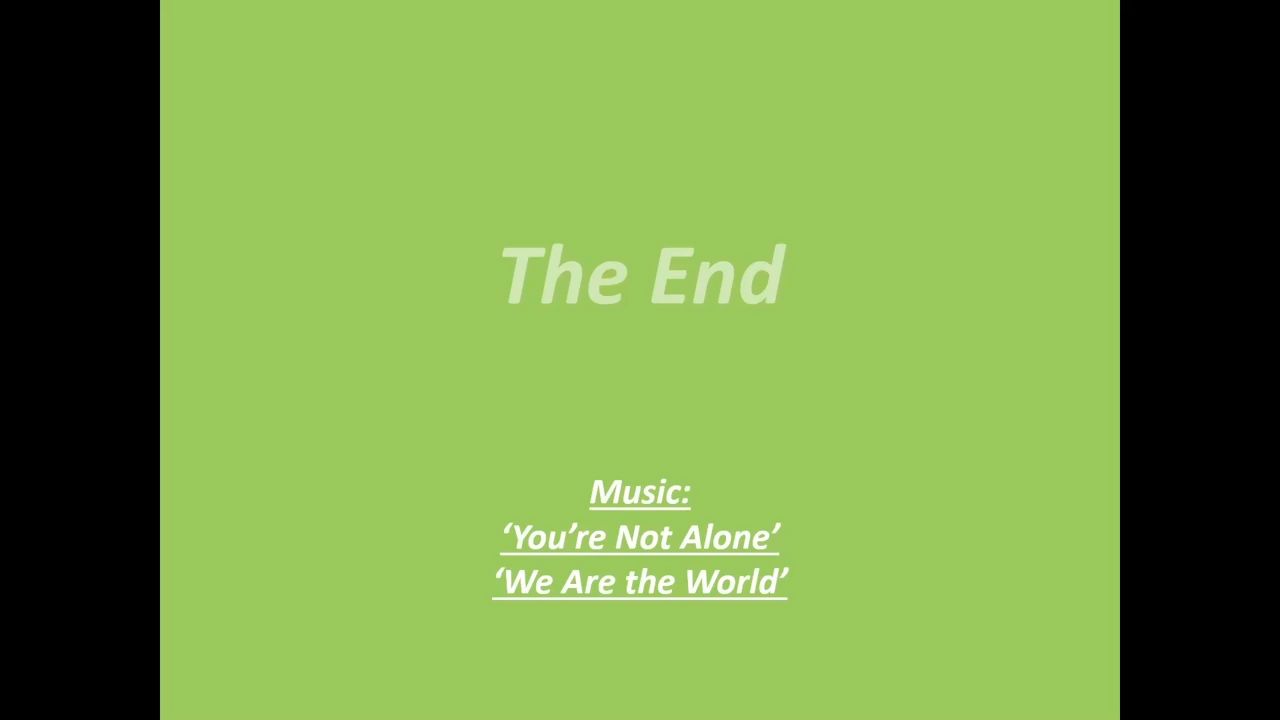 The End
Music:
‘You’re Not Alone’
‘We Are the World’